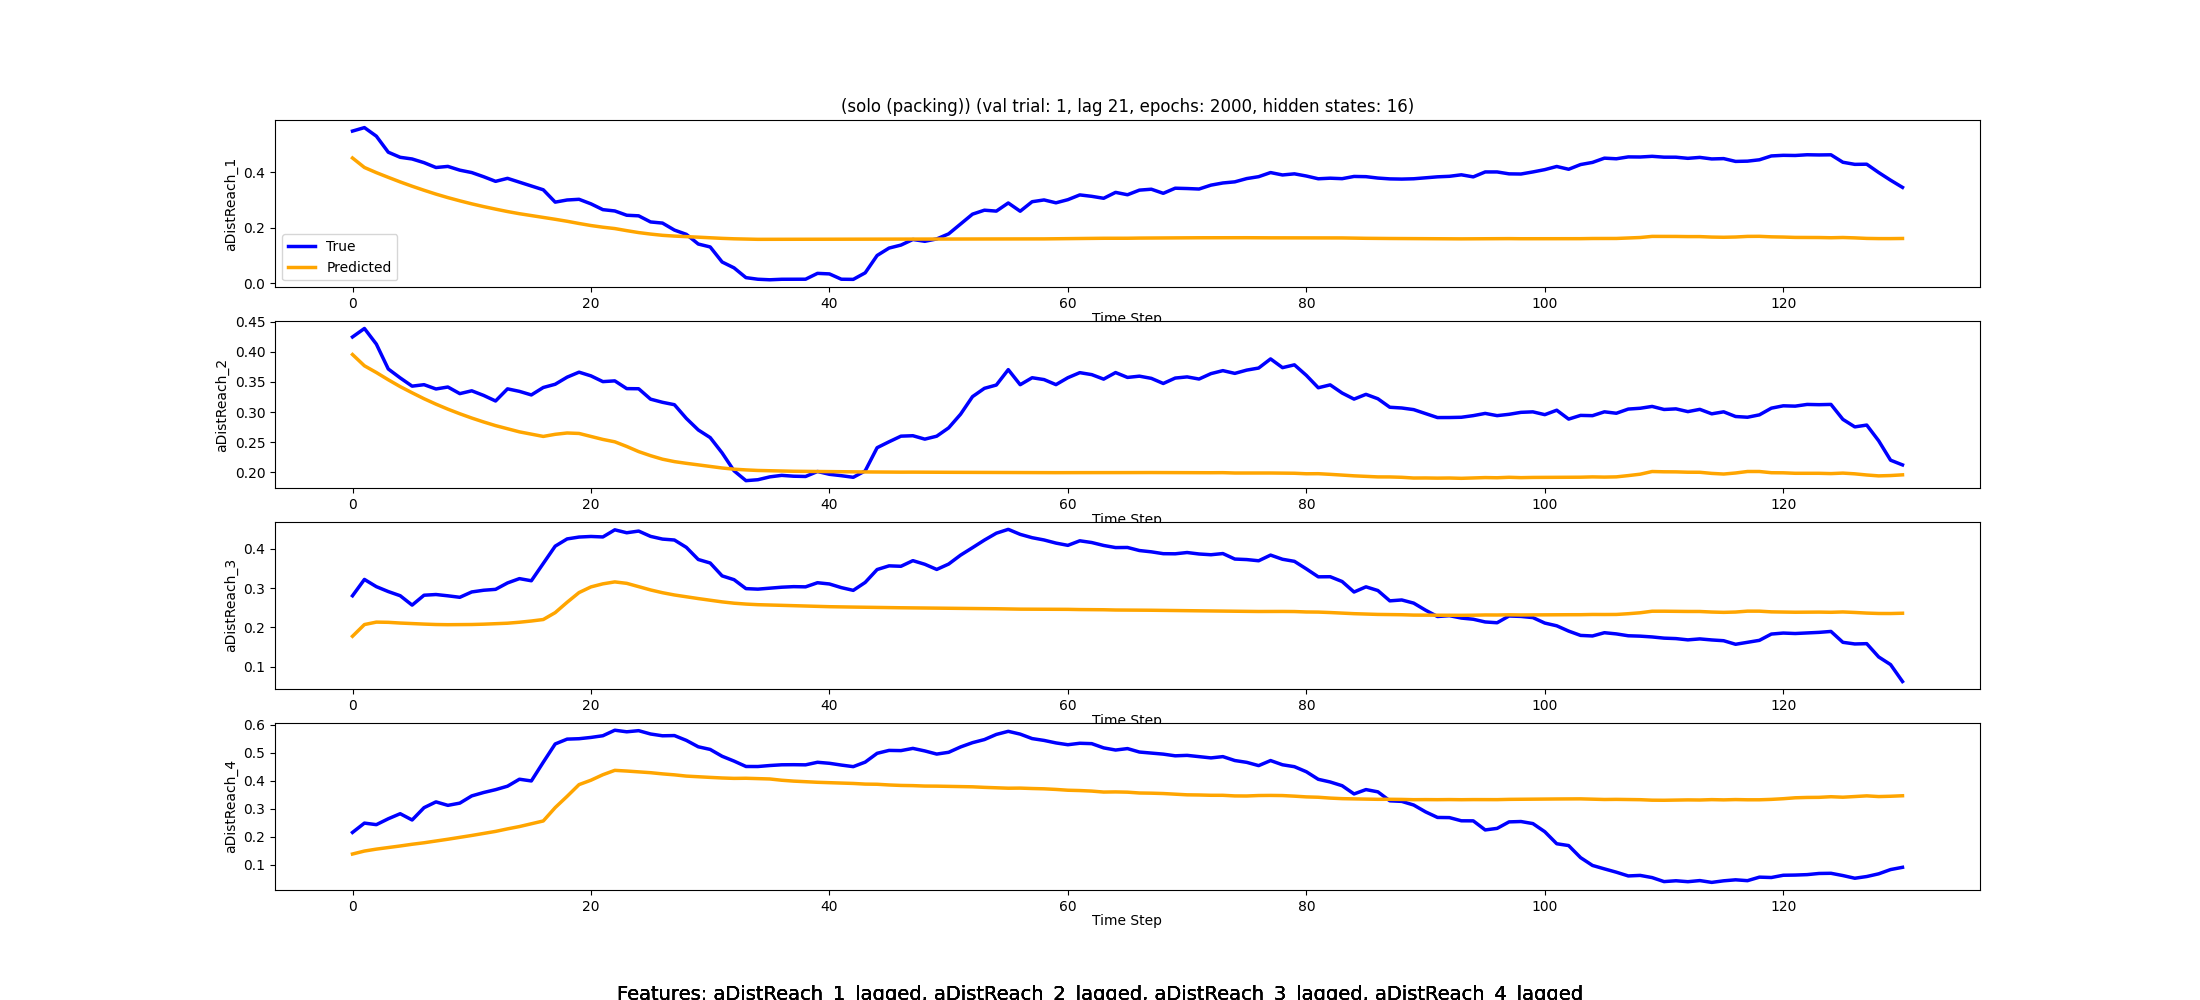 (solo (packing)) (val trial: 1, lag 21, epochs: 2000, hidden states: 16)
aDistReach_1
0.4
0.2
0.0
True
Predicted
0 20 40 60 80 100 120
Time Step
aDistReach_2
0.45
0.40
0.35
0.30
0.25
0.20
0 20 40 60 80 100 120
Time Step
aDistReach_3
0.4
0.3
0.2
0.1
0 20 40 60 80 100 120
Time Step
aDistReach_4
0.6
0.5
0.4
0.3
0.2
0.1
0 20 40 60 80 100 120
Time Step
Features: aDistReach_1_lagged, aDistReach_2_lagged, aDistReach_3_lagged, aDistReach_4_lagged